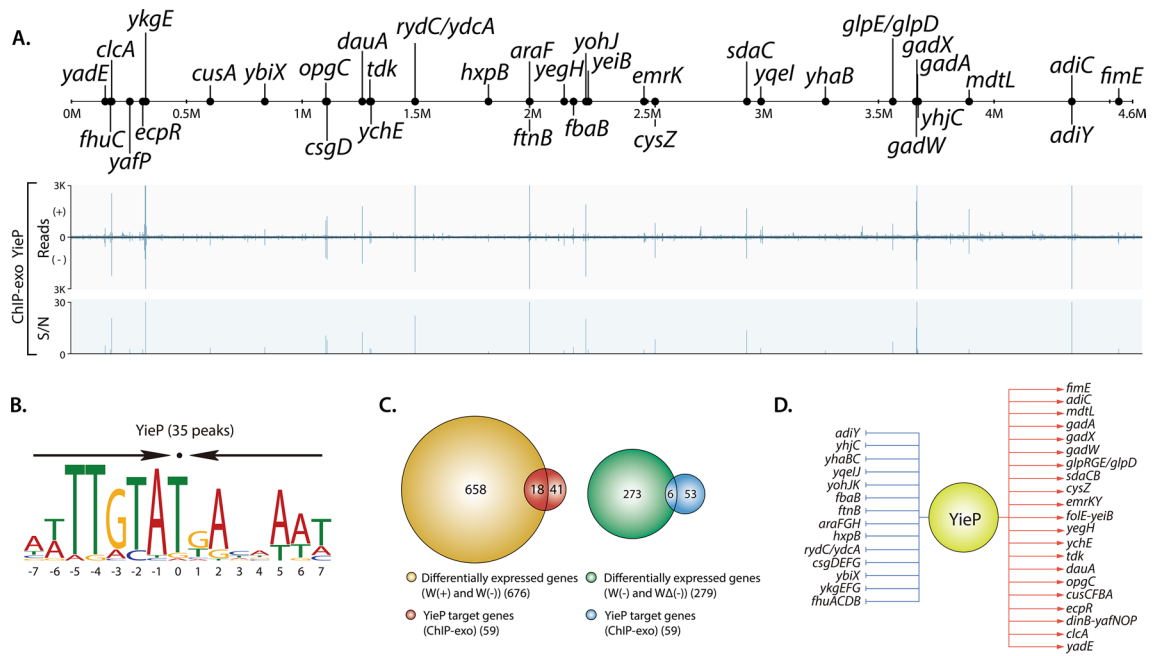 A.
ykgE
rydC/ydcA
glpE/glpD
clcA
dauA
yohJ
gadX
yadE
cusA
ybiX
opgC
tdk
hxpB
araF
yegH
yeiB
emrK
sdaC
yqeI
yhaB
gadA
mdtL
adiC
fimE
0M
0.5M
1M
1.5M
2M
2.5M
3M
3.5M
4M
4.6M
fhuC
ecpR
yafP
csgD
ychE
ftnB
fbaB
cysZ
yhjC
gadW
adiY
ChIP-exo YieP
Reads
3K
(+)
0
( - )
3K
S/N
30
0
B.
YieP (35 peaks)
-7 -6 -5 -4 -3 -2 -1 0 1 2 3 4 5 6 7
C.
658
18
41
273
6
53
Differentially expressed genes
(W(+) and W(-)) (676)
YieP target genes
(ChIP-exo) (59)
Differentially expressed genes
(W(-) and WΔ(-)) (279)
YieP target genes
(ChIP-exo) (59)
D.
adiY
yhjC
yhaBC
yqeIJ
yohJK
fbaB
ftnB
araFGH
hxpB
rydC/ydcA
csgDEFG
ybiX
ykgEFG
fhuACDB
YieP
fimE
adiC
mdtL
gadA
gadX
gadW
glpRGE/glpD
sdaCB
cysZ
emrKY
folE-yeiB
yegH
ychE
tdk
dauA
opgC
cusCFBA
ecpR
dinB-yafNOP
clcA
yadE